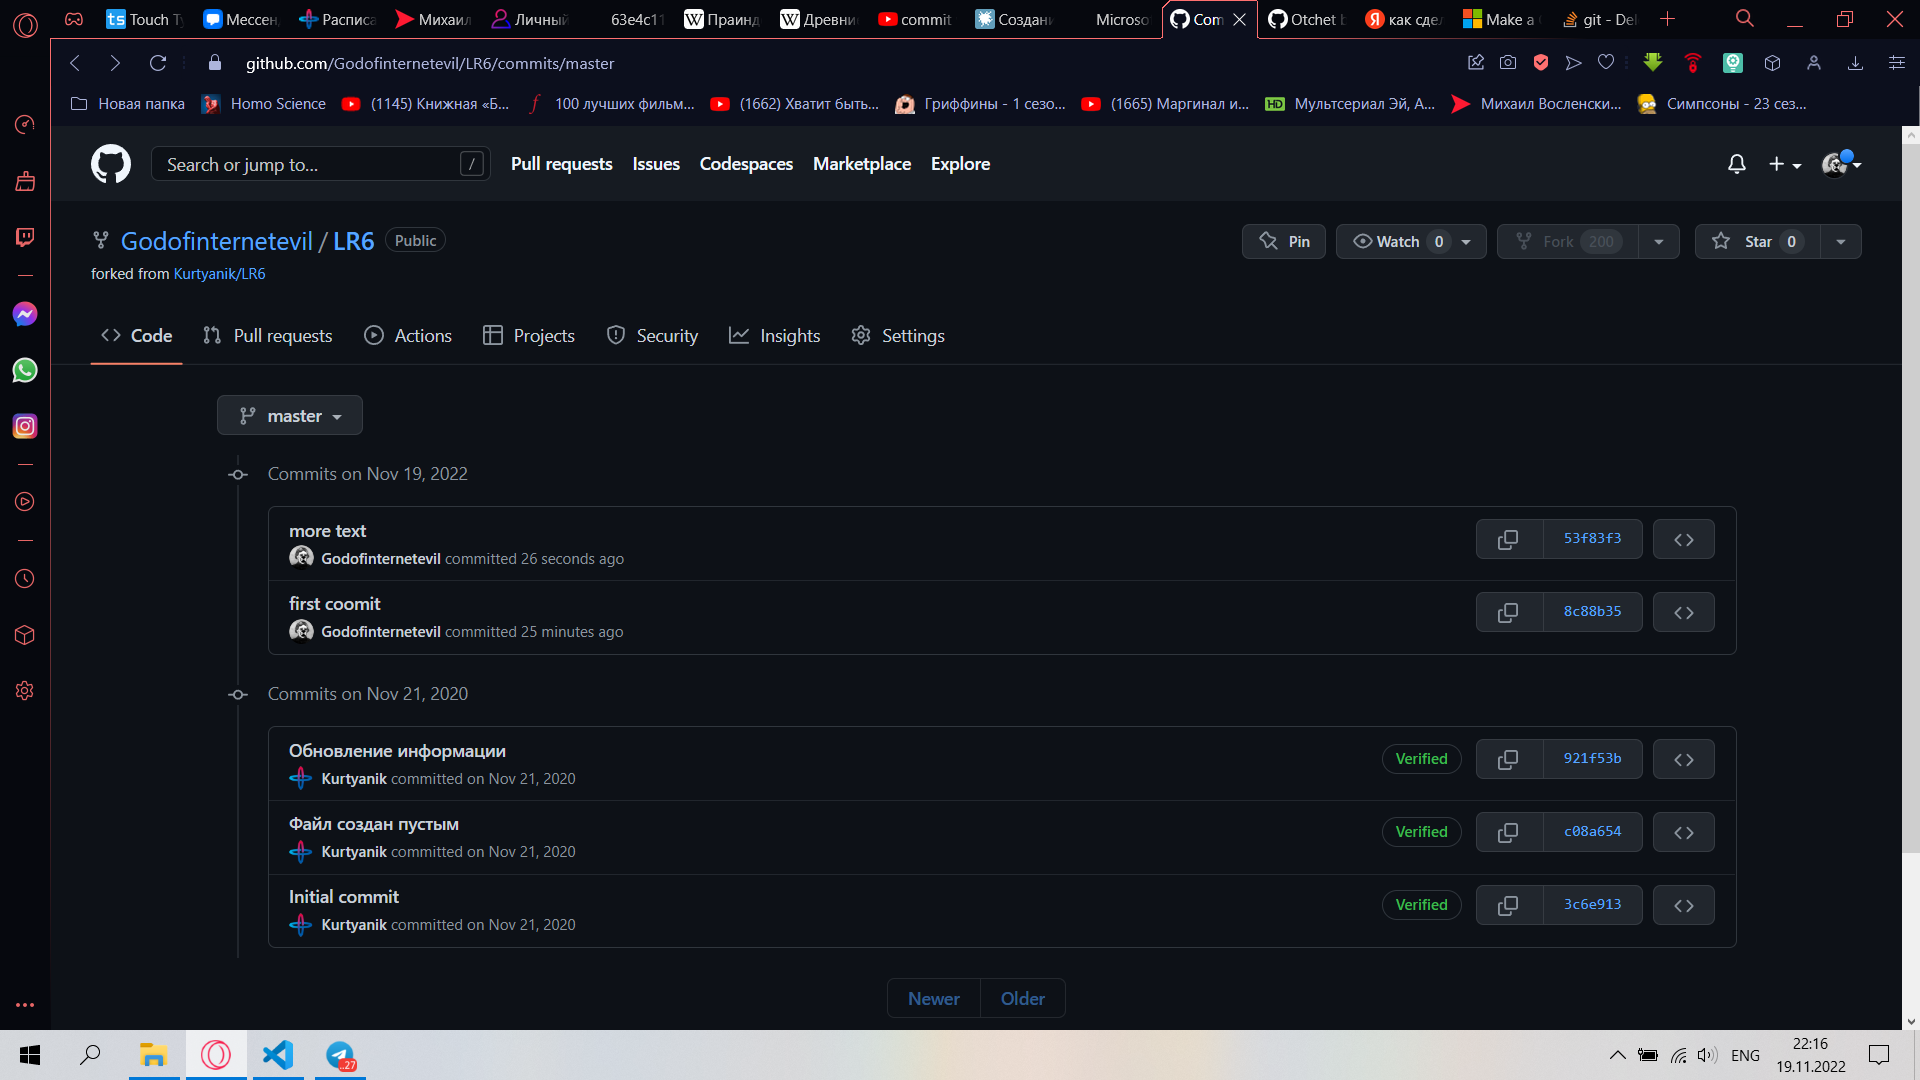 ts Touch Ty
Мессен,
Расписа
Михаил
Личный
63e4c11
W Праинд
W Древни
commit
Создани
Microso
Com
Otchet b
Я как сде
Make a
git - Del
github.com/Godofinternetevil/LR6/commits/master
Новая папка
Homo Science
(1145) Книжная «Б...
100 лучших фильм...
(1662) Хватит быть...
Гриффины - 1 сезо...
(1665) Маргинал и...
HD Мультсериал Эй, А...
Михаил Восленски...
Симпсоны - 23 сез...
Search or jump to... /
Pull requests
Issues
Codespaces
Marketplace
Explore
Godofinternetevil / LR6 Public
Pin
Watch 0
Fork 200
Star 0
forked from Kurtyanik/LR6
Code
Pull requests
Actions
Projects
Security
Insights
Settings
master
Commits on Nov 19, 2022
more text
Godofinternetevil committed 26 seconds ago
53f83f3
first coomit
Godofinternetevil committed 25 minutes ago
8c88b35
Commits on Nov 21, 2020
Обновление информации
Kurtyanik committed on Nov 21, 2020
Verified
921f53b
Файл создан пустым
Kurtyanik committed on Nov 21, 2020
Verified
c08a654
Initial commit
Kurtyanik committed on Nov 21, 2020
Verified
3c6e913
Newer
Older
..27
ENG
22:16
19.11.2022